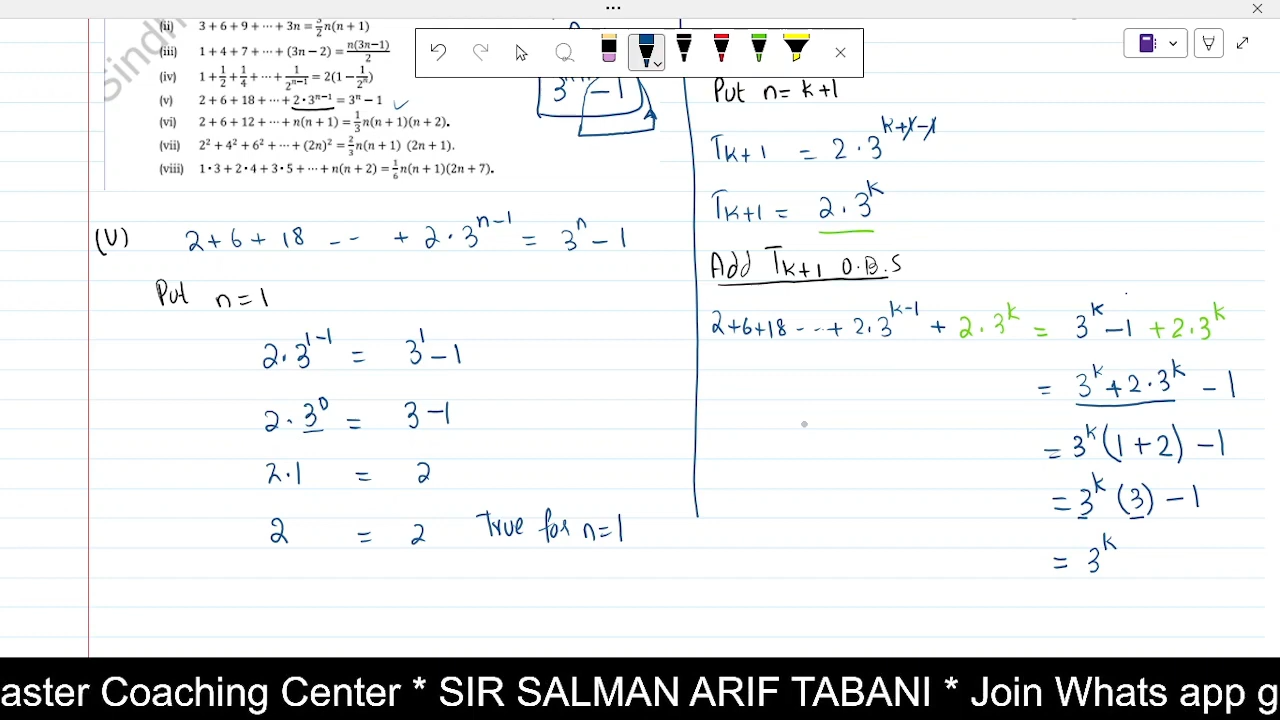 (ii) 3 + 6 + 9 + ⋯ + 3n = 3/2 n(n + 1)
(iii) 1 + 4 + 7 + ⋯ + (3n − 2) = n(3n−1)/2
(iv) 1 + 1/2 + 1/4 + ⋯ + 1/2^(n−1) = 2(1 − 1/2^n)
(v) 2 + 6 + 18 + ⋯ + 2 • 3^(n−1) = 3^n − 1 ✓
(vi) 2 + 6 + 12 + ⋯ + n(n + 1) = 1/3 n(n + 1)(n + 2).
(vii) 2² + 4² + 6² + ⋯ + (2n)² = 2/3 n(n + 1) (2n + 1).
(viii) 1 • 3 + 2 • 4 + 3 • 5 + ⋯ + n(n + 2) = 1/6 n(n + 1)(2n + 7).
Sindh
(V) 2 + 6 + 18 -- -- + 2 · 3^(n−1) = 3^n − 1
Put n = 1
2 · 3^(1−1) = 3^1 − 1
2 · 3^0 = 3 − 1
2 · 1 = 2
2 = 2 True for n = 1
− 1
Put n = k+1
Tk+1 = 2 · 3^(k+1−1)
Tk+1 = 2 · 3^k
Add Tk+1 O.B.S
2+6+18 -- -- + 2 · 3^(k−1) + 2 · 3^k = 3^k − 1 + 2 · 3^k
= 3^k + 2 · 3^k − 1
= 3^k (1 + 2) − 1
= 3^k (3) − 1
= 3^k
aster Coaching Center * SIR SALMAN ARIF TABANI * Join Whats app g